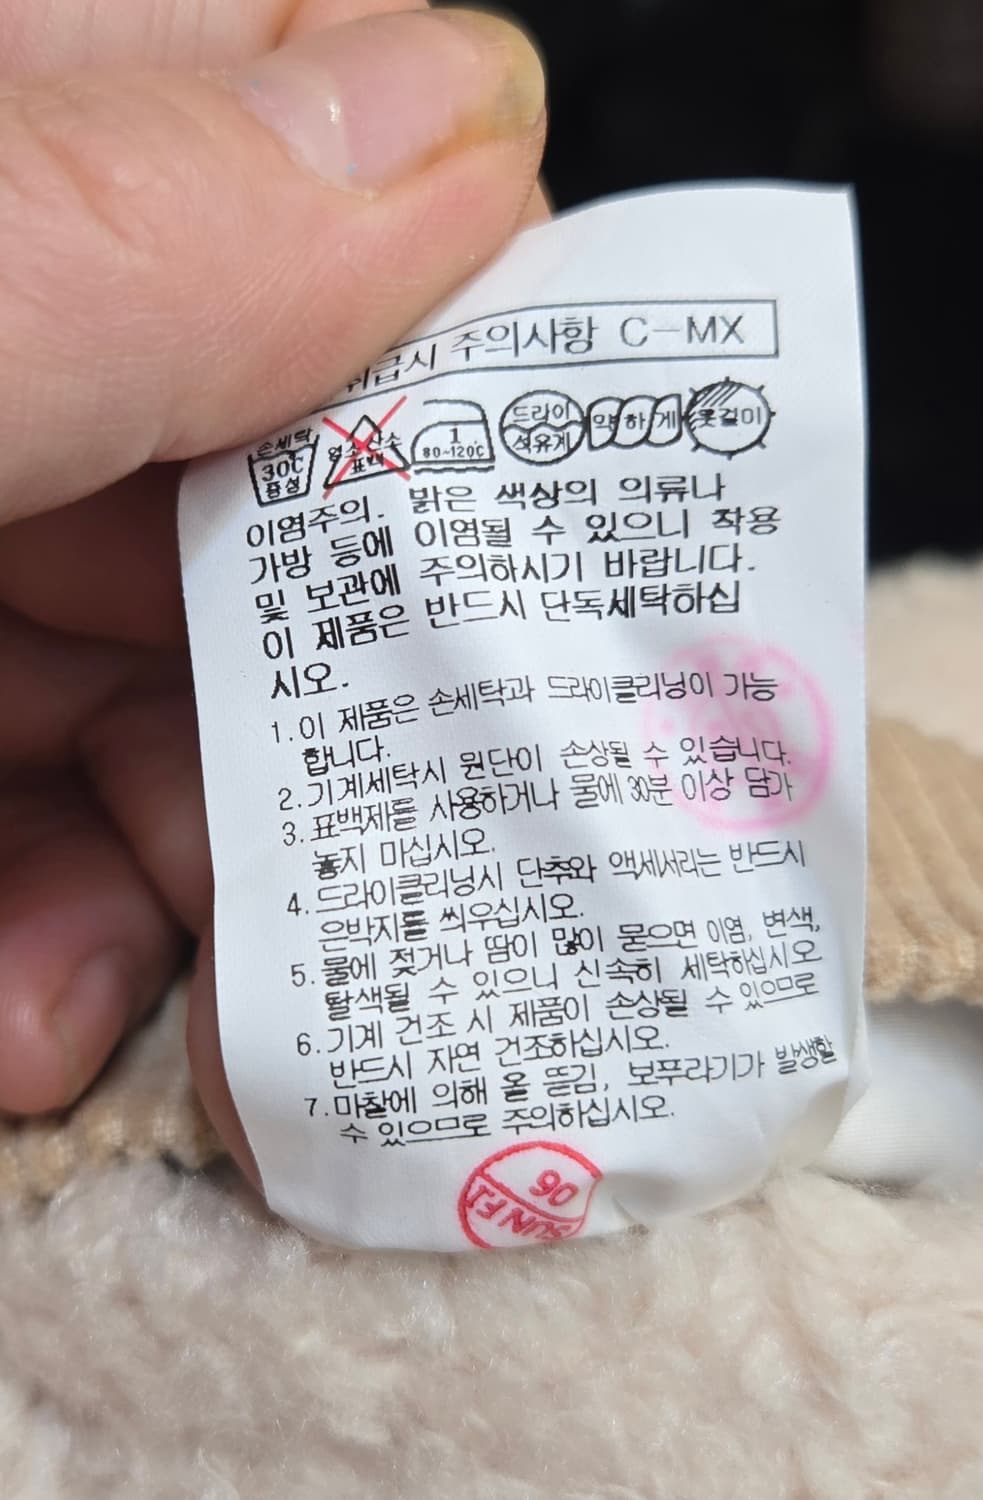 취급시 주의사항 C-MX
손세탁 30℃ 중성
염소산소 표백
1 80~120℃
드라이 석유계
약하게
옷걸이
이염주의. 밝은 색상의 의류나
가방 등에 이염될 수 있으니 착용
및 보관에 주의하시기 바랍니다.
이 제품은 반드시 단독세탁하십
시오.
1.이 제품은 손세탁과 드라이클리닝이 가능
합니다.
2.기계세탁시 원단이 손상될 수 있습니다.
3.표백제를 사용하거나 물에 30분 이상 담가
놓지 마십시오.
4.드라이클리닝시 단추와 액세서리는 반드시
은박지를 씌우십시오.
5.물에 젖거나 땀이 많이 묻으면 이염, 변색,
탈색될 수 있으니 신속히 세탁하십시오
6.기계 건조 시 제품이 손상될 수 있으므로
반드시 자연 건조하십시오.
7.마찰에 의해 올 뜯김, 보푸라기가 발생할
수 있으므로 주의하십시오.
90
SUN FJ